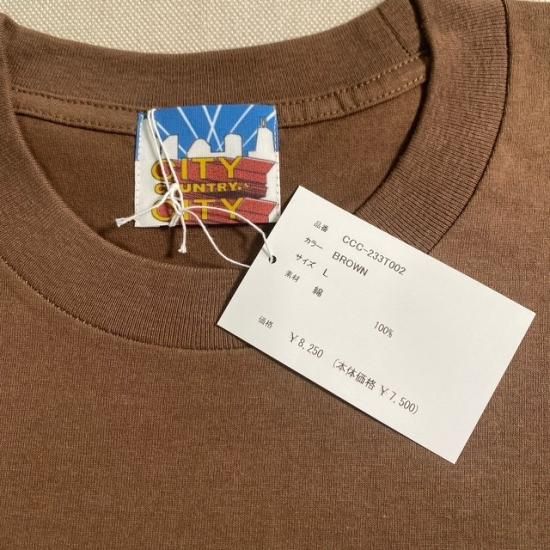 CITY
COUNTRY
CITY
品番 CCC-233T002
カラー BROWN
サイズ L
素材 綿 100%
価格 ¥8,250 (本体価格 ¥7,500)